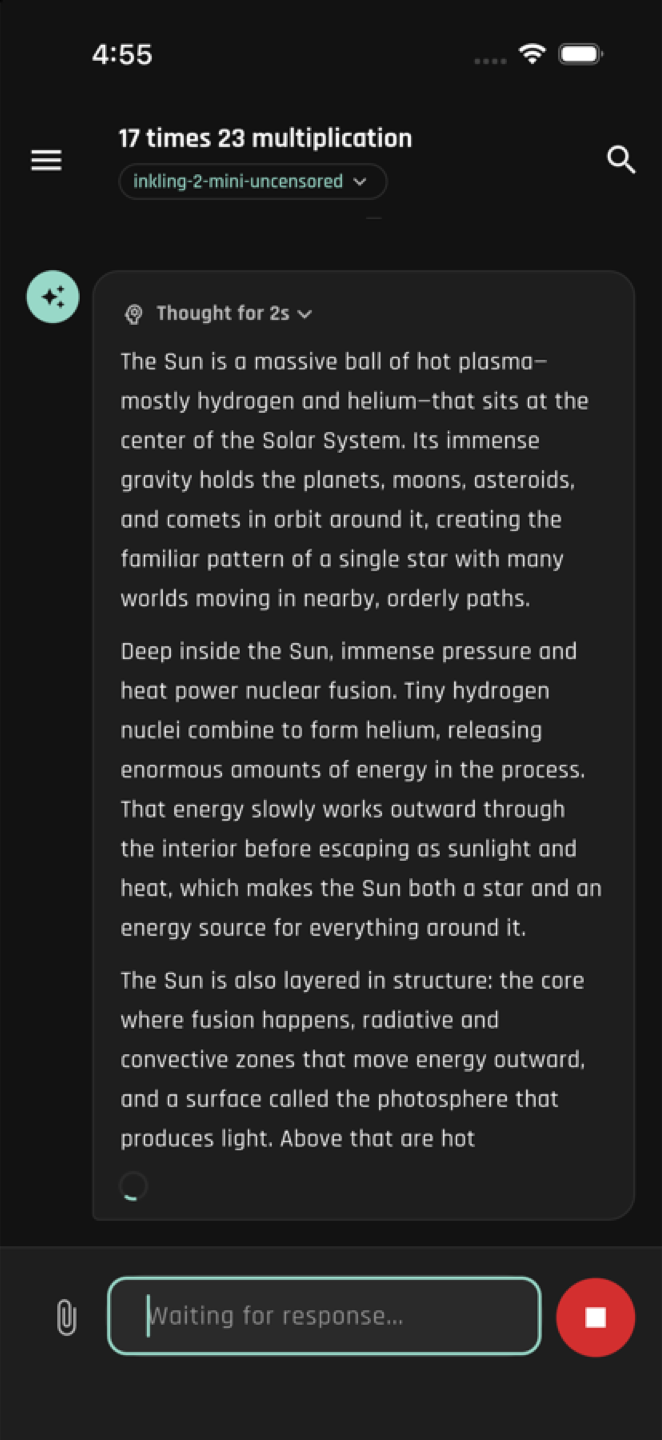 4:55
17 times 23 multiplication
inkling-2-mini-uncensored
Thought for 2s
The Sun is a massive ball of hot plasma—
mostly hydrogen and helium—that sits at the
center of the Solar System. Its immense
gravity holds the planets, moons, asteroids,
and comets in orbit around it, creating the
familiar pattern of a single star with many
worlds moving in nearby, orderly paths.
Deep inside the Sun, immense pressure and
heat power nuclear fusion. Tiny hydrogen
nuclei combine to form helium, releasing
enormous amounts of energy in the process.
That energy slowly works outward through
the interior before escaping as sunlight and
heat, which makes the Sun both a star and an
energy source for everything around it.
The Sun is also layered in structure: the core
where fusion happens, radiative and
convective zones that move energy outward,
and a surface called the photosphere that
produces light. Above that are hot
Waiting for response...